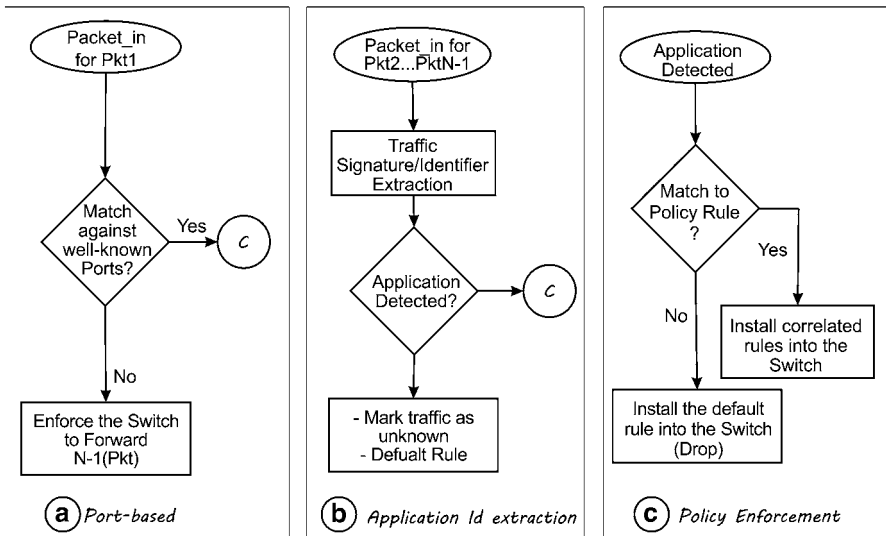 Packet_in
for Pkt1
Match
against
well-known
Ports?
Yes
C
No
Enforce the Switch
to Forward
N-1(Pkt)
a Port-based
Packet_in for
Pkt2...PktN-1
Traffic
Signature/Identifier
Extraction
Application
Detected?
C
- Mark traffic as
unknown
- Defualt Rule
b Application Id extraction
Application
Detected
Match to
Policy Rule
?
Yes
No
Install correlated
rules into the
Switch
Install the default
rule into the Switch
(Drop)
c Policy Enforcement